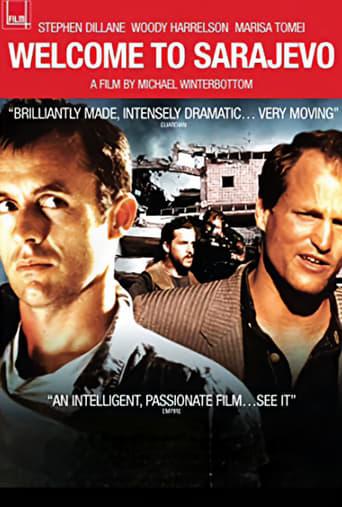 FILM
STEPHEN DILLANE WOODY HARRELSON MARISA TOMEI
WELCOME TO SARAJEVO
A FILM BY MICHAEL WINTERBOTTOM
“BRILLIANTLY MADE, INTENSELY DRAMATIC... VERY MOVING”
GUARDIAN
“AN INTELLIGENT, PASSIONATE FILM...SEE IT”
EMPIRE